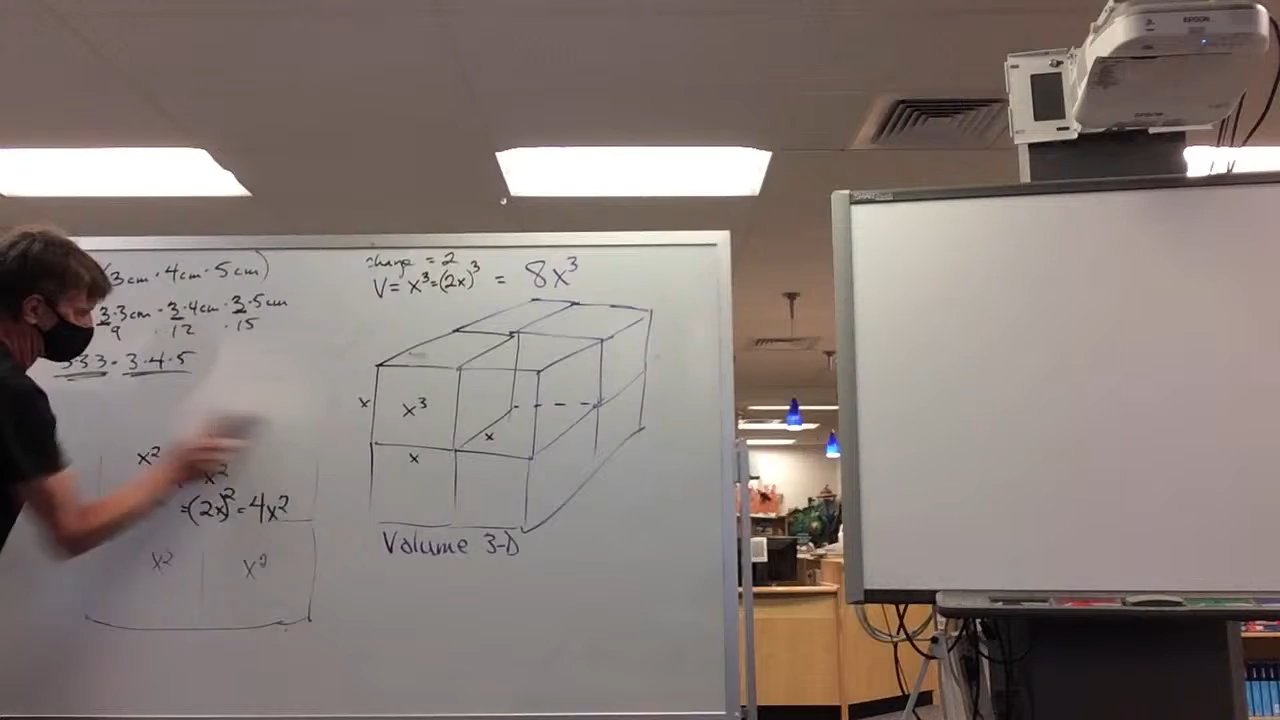 (3cm · 4cm · 5cm)
3·3cm · 3·4cm · 3·5cm
9 · 12 · 15
3·3·3 · 3·4·5
x²
x²
=(2x)² = 4x²
x² x²
change = 2
V = x³ = (2x)³ = 8x³
x
x³
x
x
Volume 3-D
EPSON